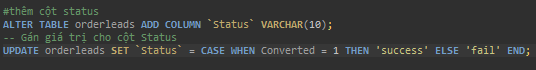 #thêm cột status
ALTER TABLE orderleads ADD COLUMN `Status` VARCHAR(10);
-- Gán giá trị cho cột Status
UPDATE orderleads SET `Status` = CASE WHEN Converted = 1 THEN 'success' ELSE 'fail' END;